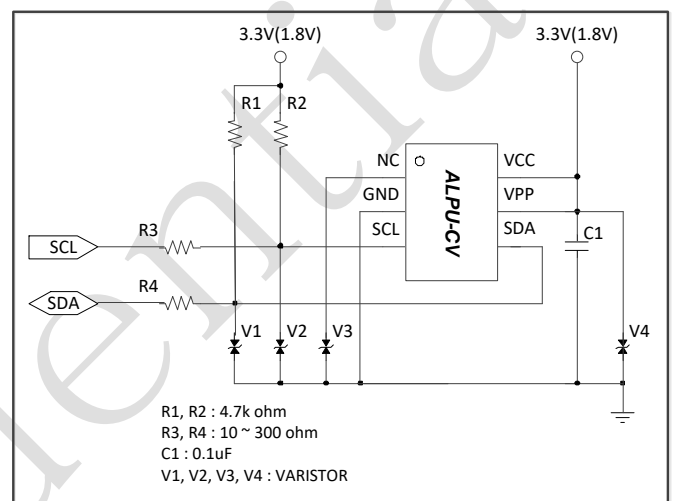 3.3V(1.8V) 3.3V(1.8V)
R1 R2
NC VCC
GND VPP
SCL SDA
ALPU-CV
C1
SCL R3
SDA R4
V1 V2 V3 V4
R1, R2 : 4.7k ohm
R3, R4 : 10 ~ 300 ohm
C1 : 0.1uF
V1, V2, V3, V4 : VARISTOR